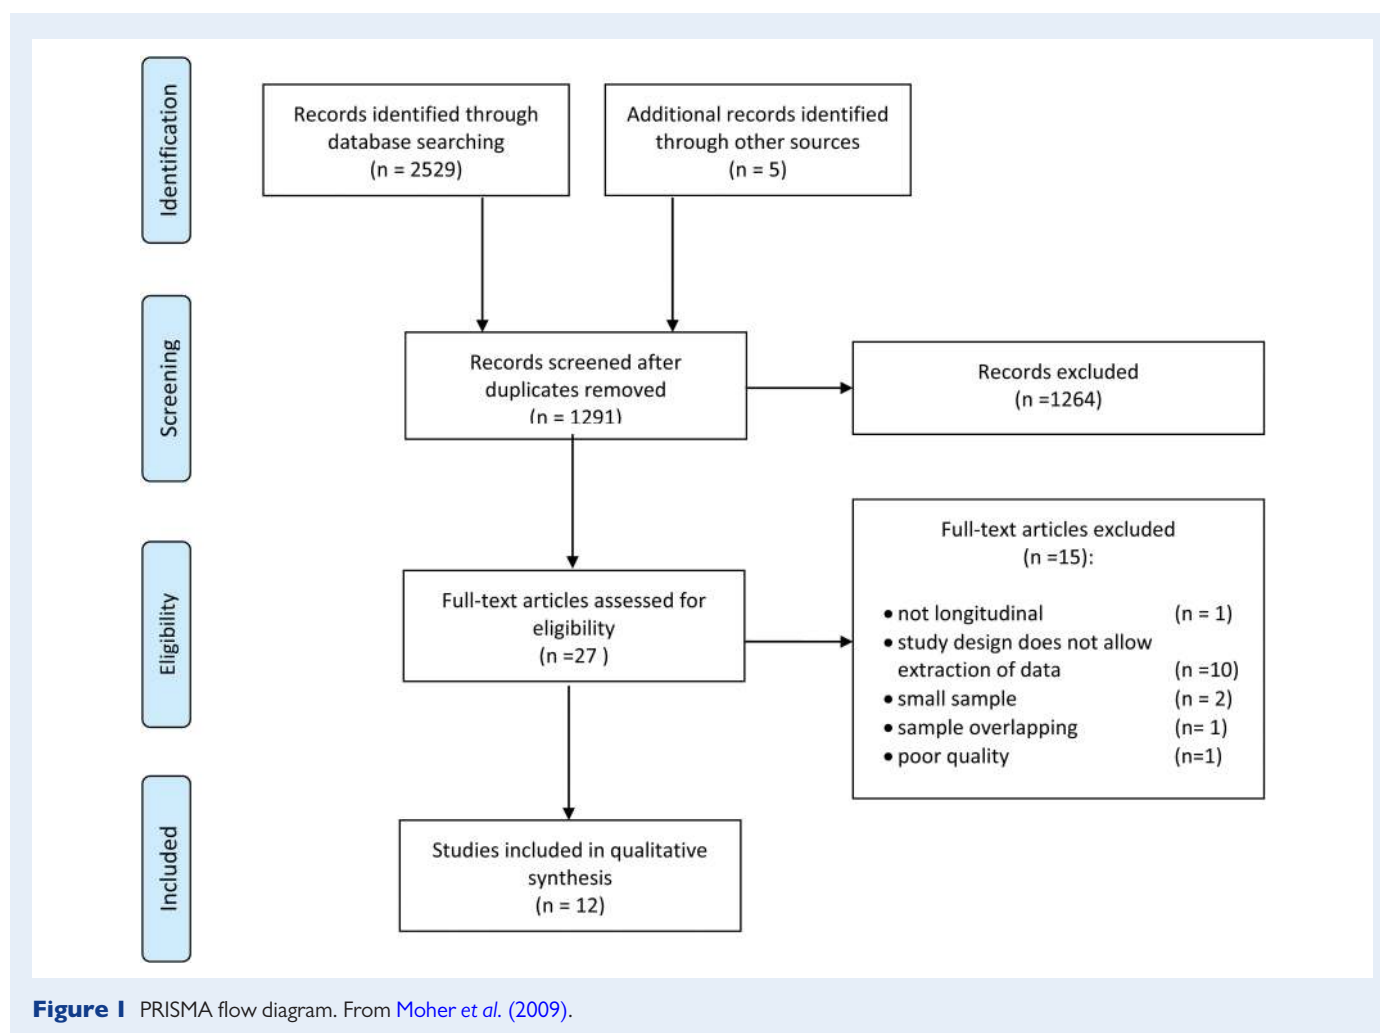 Identification
Records identified through
database searching
(n = 2529)
Additional records identified
through other sources
(n = 5)
Screening
Records screened after
duplicates removed
(n = 1291)
Records excluded
(n =1264)
Eligibility
Full-text articles assessed for
eligibility
(n =27 )
Full-text articles excluded
(n =15):
• not longitudinal (n = 1)
• study design does not allow
extraction of data (n =10)
• small sample (n = 2)
• sample overlapping (n= 1)
• poor quality (n=1)
Included
Studies included in qualitative
synthesis
(n = 12)
Figure 1 PRISMA flow diagram. From Moher et al. (2009).